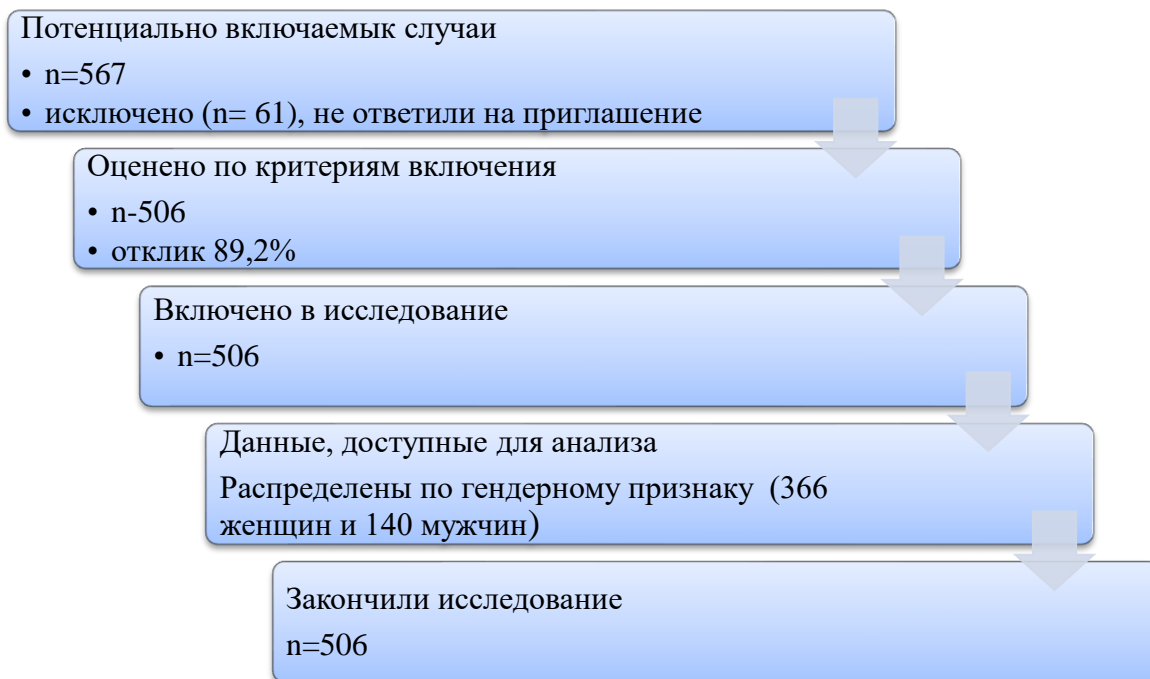 Потенциально включаемык случаи
• n=567
• исключено (n= 61), не ответили на приглашение
Оценено по критериям включения
• n-506
• отклик 89,2%
Включено в исследование
• n=506
Данные, доступные для анализа
Распределены по гендерному признаку (366
женщин и 140 мужчин)
Закончили исследование
n=506